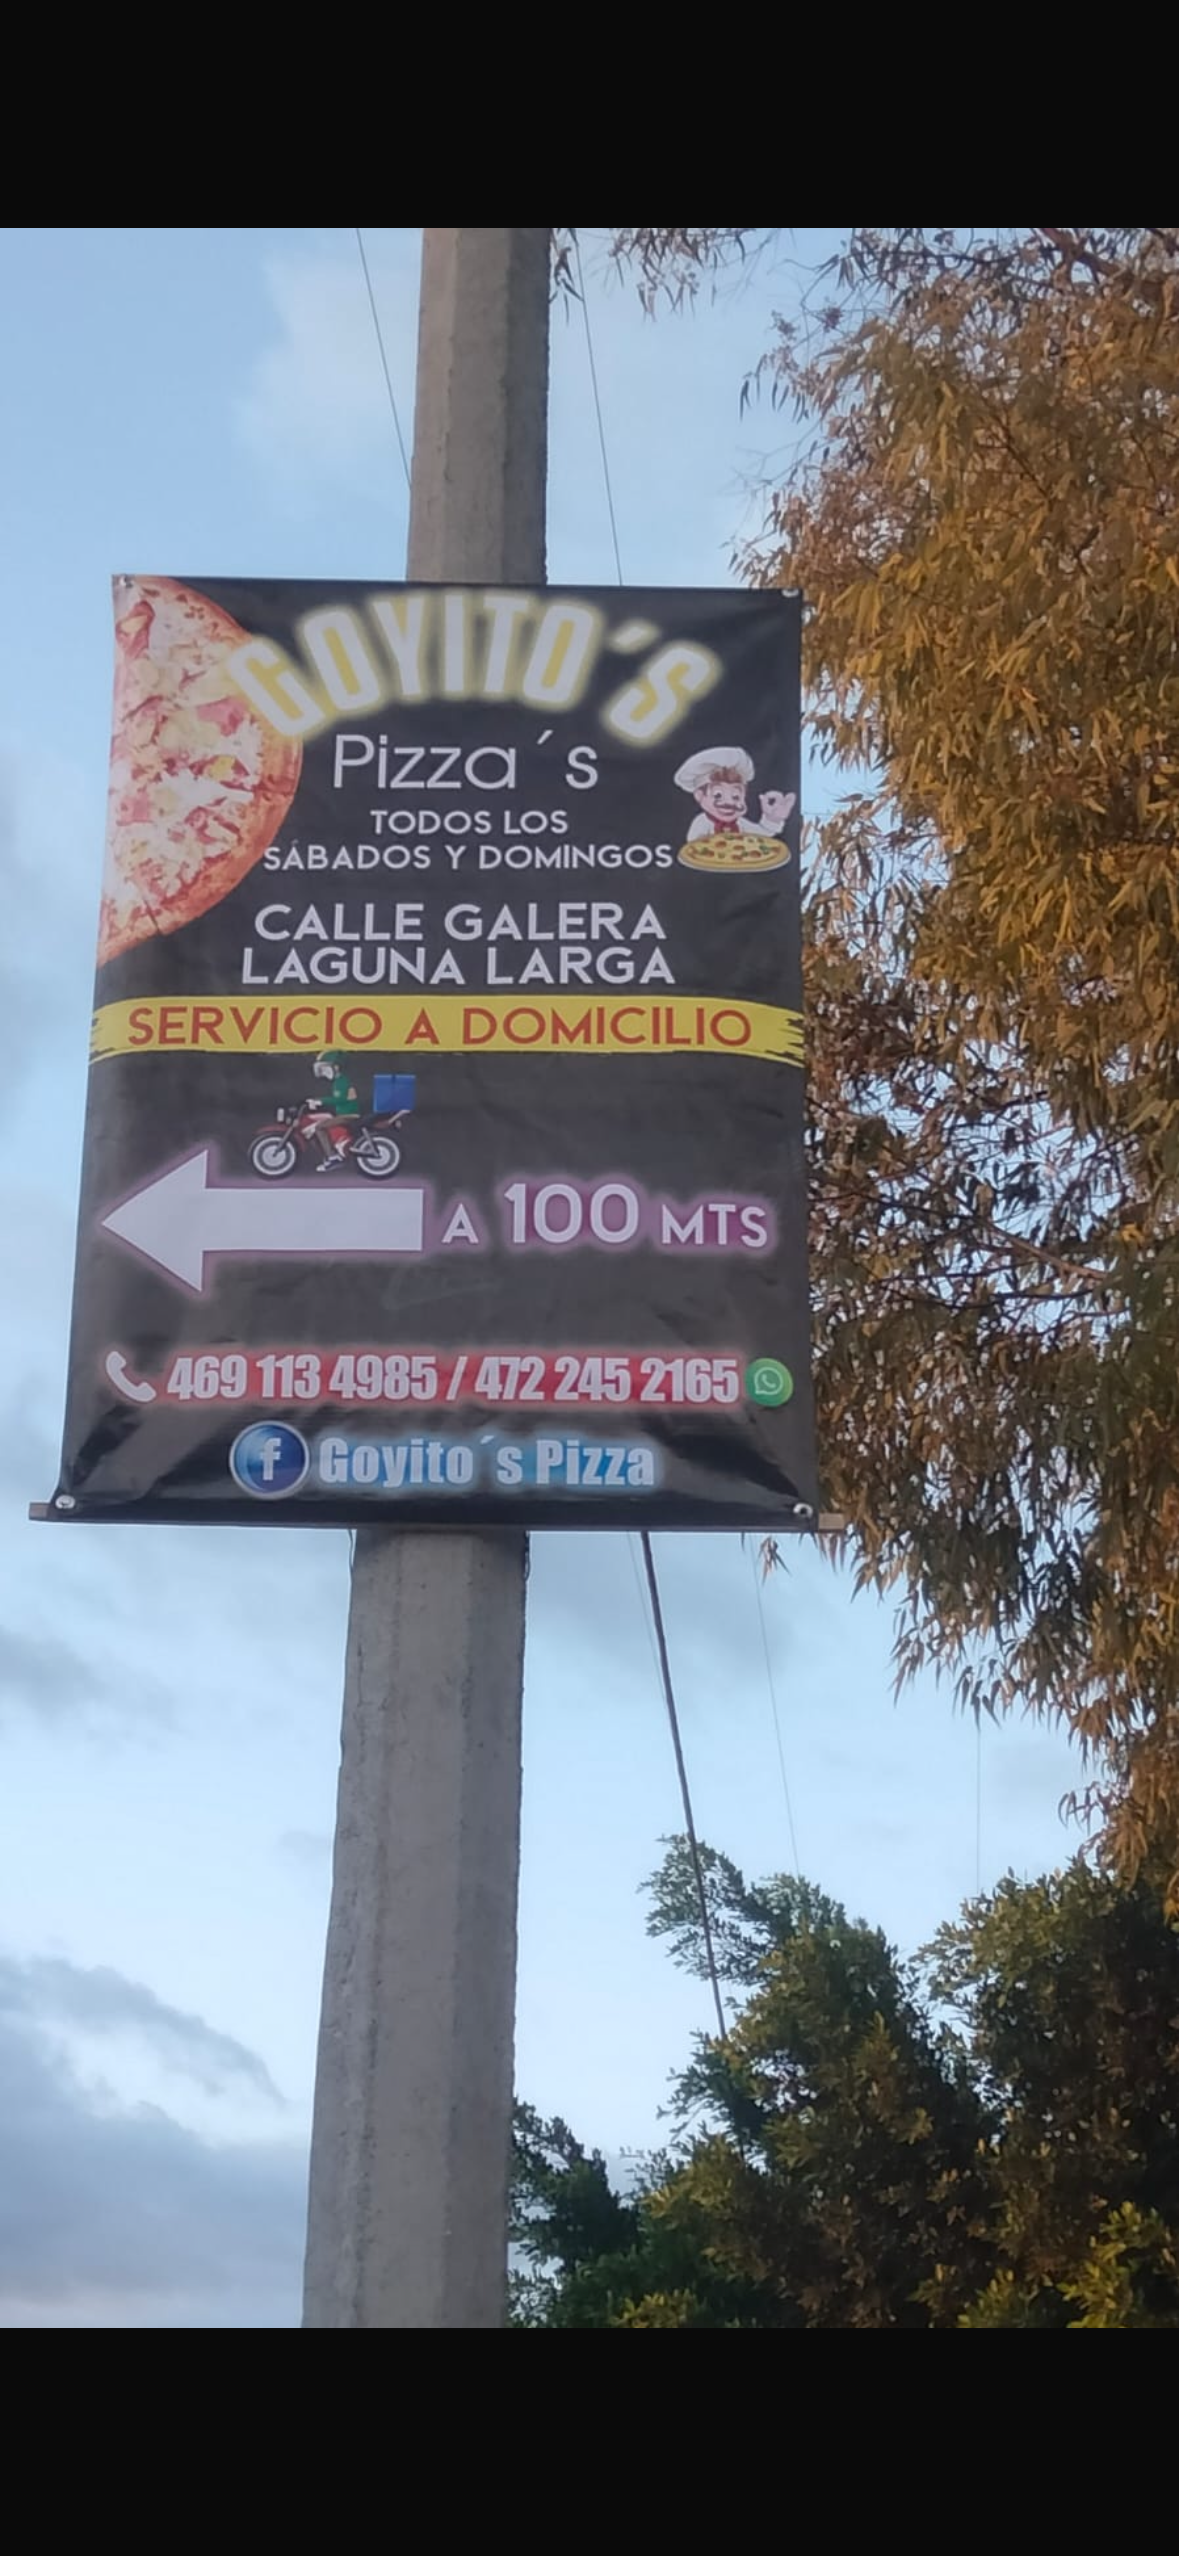 GOYITO´S
Pizza´s
TODOS LOS
SÁBADOS Y DOMINGOS
CALLE GALERA
LAGUNA LARGA
SERVICIO A DOMICILIO
A 100 MTS
469 113 4985 / 472 245 2165
f Goyito´s Pizza